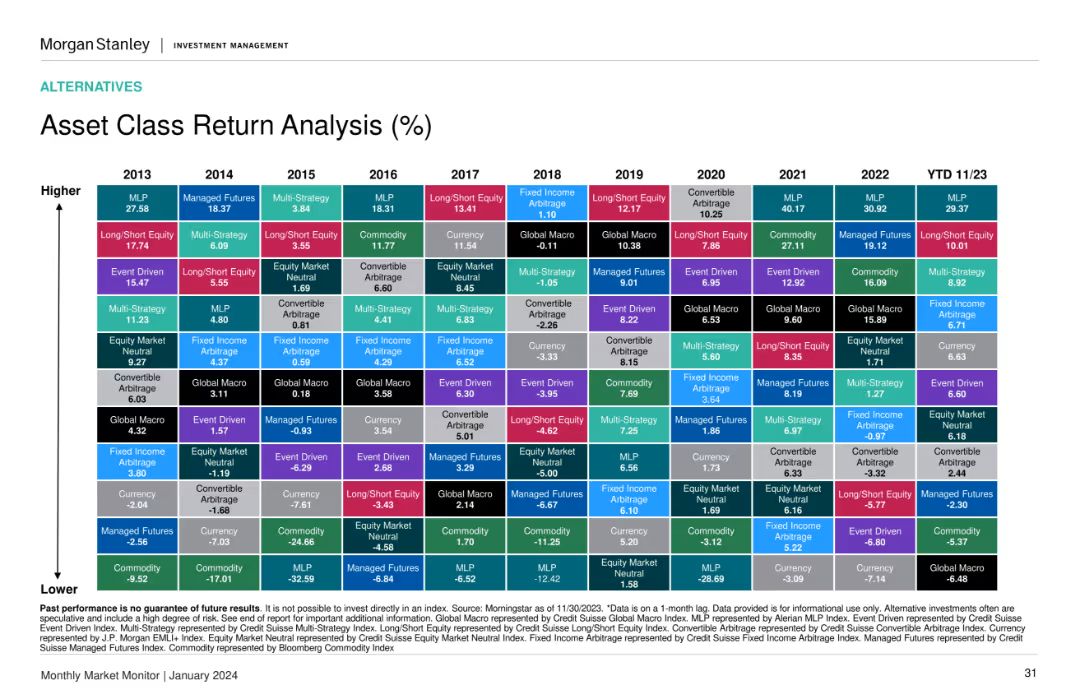 Morgan Stanley | INVESTMENT MANAGEMENT
ALTERNATIVES
Asset Class Return Analysis (%)
2013 2014 2015 2016 2017 2018 2019 2020 2021 2022 YTD 11/23
Higher
MLP 27.58 Managed Futures 18.37 Multi-Strategy 3.84 MLP 18.31 Long/Short Equity 13.41 Fixed Income Arbitrage 1.10 Long/Short Equity 12.17 Convertible Arbitrage 10.25 MLP 40.17 MLP 30.92 MLP 29.37
Long/Short Equity 17.74 Multi-Strategy 6.09 Long/Short Equity 3.55 Commodity 11.77 Currency 11.54 Global Macro -0.11 Global Macro 10.38 Long/Short Equity 7.86 Commodity 27.11 Managed Futures 19.12 Long/Short Equity 10.01
Event Driven 15.47 Long/Short Equity 5.55 Equity Market Neutral 1.69 Convertible Arbitrage 6.60 Equity Market Neutral 8.45 Multi-Strategy -1.05 Managed Futures 9.01 Event Driven 6.95 Event Driven 12.92 Commodity 16.09 Multi-Strategy 8.92
Multi-Strategy 11.23 MLP 4.80 Convertible Arbitrage 0.81 Multi-Strategy 4.41 Multi-Strategy 6.83 Convertible Arbitrage -2.26 Event Driven 8.22 Global Macro 6.53 Global Macro 9.60 Global Macro 15.89 Fixed Income Arbitrage 6.71
Equity Market Neutral 9.27 Fixed Income Arbitrage 4.37 Fixed Income Arbitrage 0.59 Fixed Income Arbitrage 4.29 Fixed Income Arbitrage 6.52 Currency -3.33 Convertible Arbitrage 8.15 Multi-Strategy 5.60 Long/Short Equity 8.35 Equity Market Neutral 1.71 Currency 6.63
Convertible Arbitrage 6.03 Global Macro 3.11 Global Macro 0.18 Global Macro 3.58 Event Driven 6.30 Event Driven -3.95 Commodity 7.69 Fixed Income Arbitrage 3.64 Managed Futures 8.19 Multi-Strategy 1.27 Event Driven 6.60
Global Macro 4.32 Event Driven 1.57 Managed Futures -0.93 Currency 3.54 Convertible Arbitrage 5.01 Long/Short Equity -4.62 Multi-Strategy 7.25 Managed Futures 1.86 Multi-Strategy 6.97 Fixed Income Arbitrage -0.97 Equity Market Neutral 6.18
Fixed Income Arbitrage 3.80 Equity Market Neutral -1.19 Event Driven -6.29 Event Driven 2.68 Managed Futures 3.29 Equity Market Neutral -5.00 MLP 6.56 Currency 1.73 Convertible Arbitrage 6.33 Convertible Arbitrage -3.32 Convertible Arbitrage 2.44
Currency -2.04 Convertible Arbitrage -1.68 Currency -7.61 Long/Short Equity -3.43 Global Macro 2.14 Managed Futures -6.67 Fixed Income Arbitrage 6.10 Equity Market Neutral 1.69 Equity Market Neutral 6.16 Long/Short Equity -5.77 Managed Futures -2.30
Managed Futures -2.56 Currency -7.03 Commodity -24.66 Equity Market Neutral -4.58 Commodity 1.70 Commodity -11.25 Currency 5.20 Commodity -3.12 Fixed Income Arbitrage 5.22 Event Driven -6.80 Commodity -5.37
Commodity -9.52 Commodity -17.01 MLP -32.59 Managed Futures -6.84 MLP -6.52 MLP -12.42 Equity Market Neutral 1.58 MLP -28.69 Currency -3.09 Currency -7.14 Global Macro -6.48
Lower
Past performance is no guarantee of future results. It is not possible to invest directly in an index. Source: Morningstar as of 11/30/2023. *Data is on a 1-month lag. Data provided is for informational use only. Alternative investments often are
speculative and include a high degree of risk. See end of report for important additional information. Global Macro represented by Credit Suisse Global Macro Index. MLP represented by Alerian MLP Index. Event Driven represented by Credit Suisse
Event Driven Index. Multi-Strategy represented by Credit Suisse Multi-Strategy Index. Long/Short Equity represented by Credit Suisse Long/Short Equity Index. Convertible Arbitrage represented by Credit Suisse Convertible Arbitrage Index. Currency
represented by J.P. Morgan EMLI+ Index. Equity Market Neutral represented by Credit Suisse Equity Market Neutral Index. Fixed Income Arbitrage represented by Credit Suisse Fixed Income Arbitrage Index. Managed Futures represented by Credit
Suisse Managed Futures Index. Commodity represented by Bloomberg Commodity Index
Monthly Market Monitor | January 2024
31